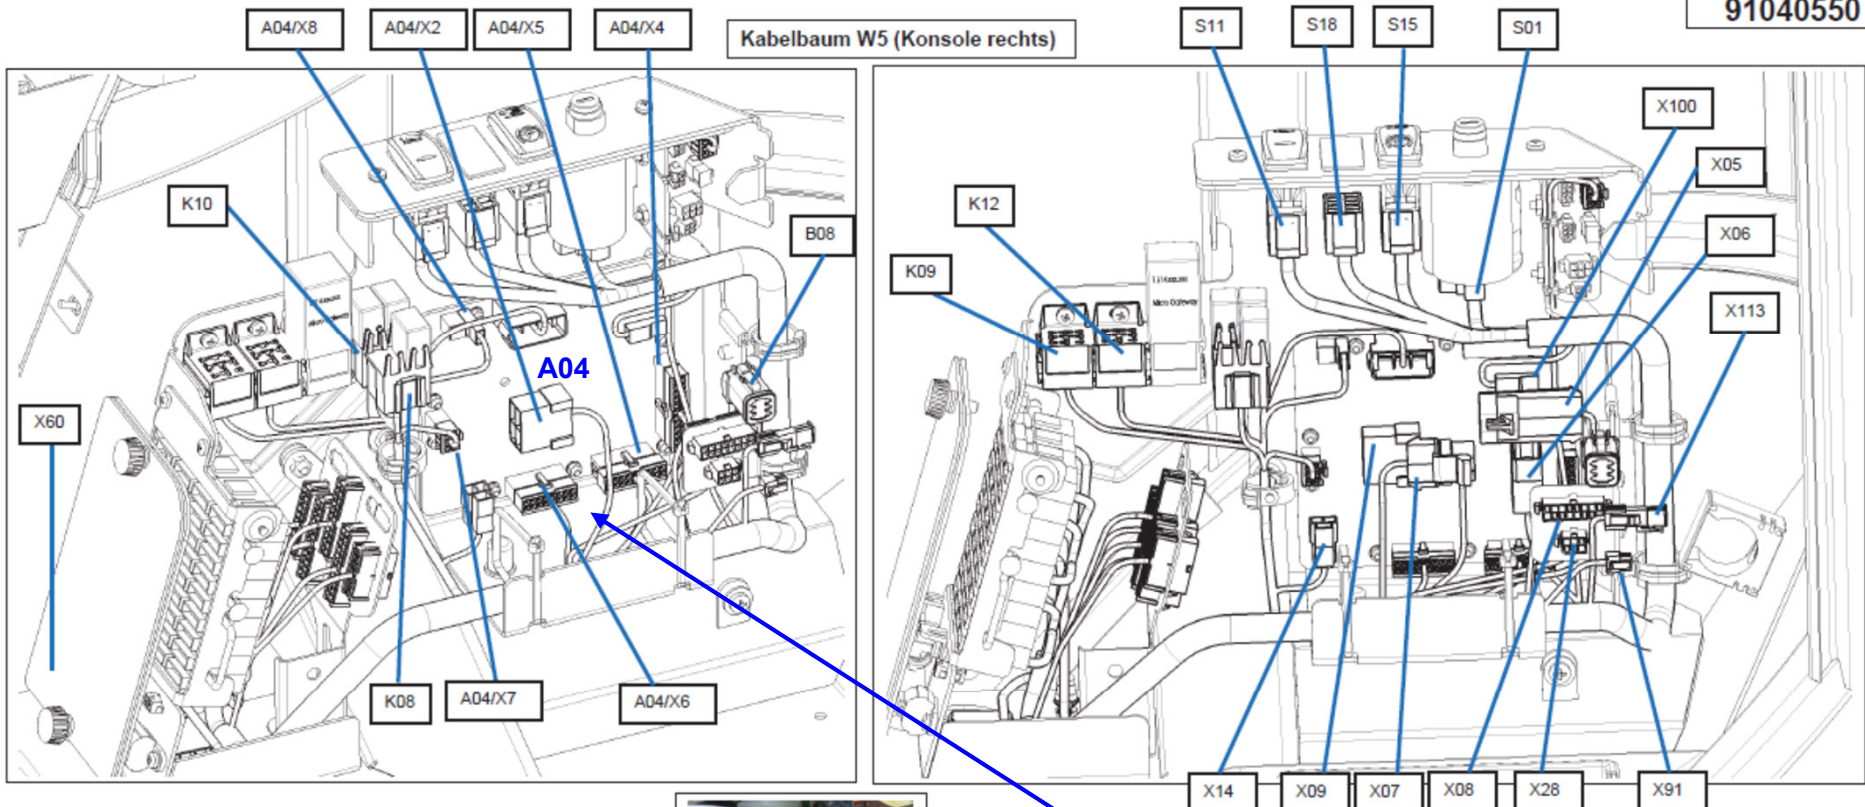 A04/X8
A04/X2
A04/X5
A04/X4
Kabelbaum W5 (Konsole rechts)
S11
S18
S15
S01
91040550
X100
X05
X06
X113
K10
B08
K12
K09
A04
X60
K08
A04/X7
A04/X6
X14
X09
X07
X08
X28
X91